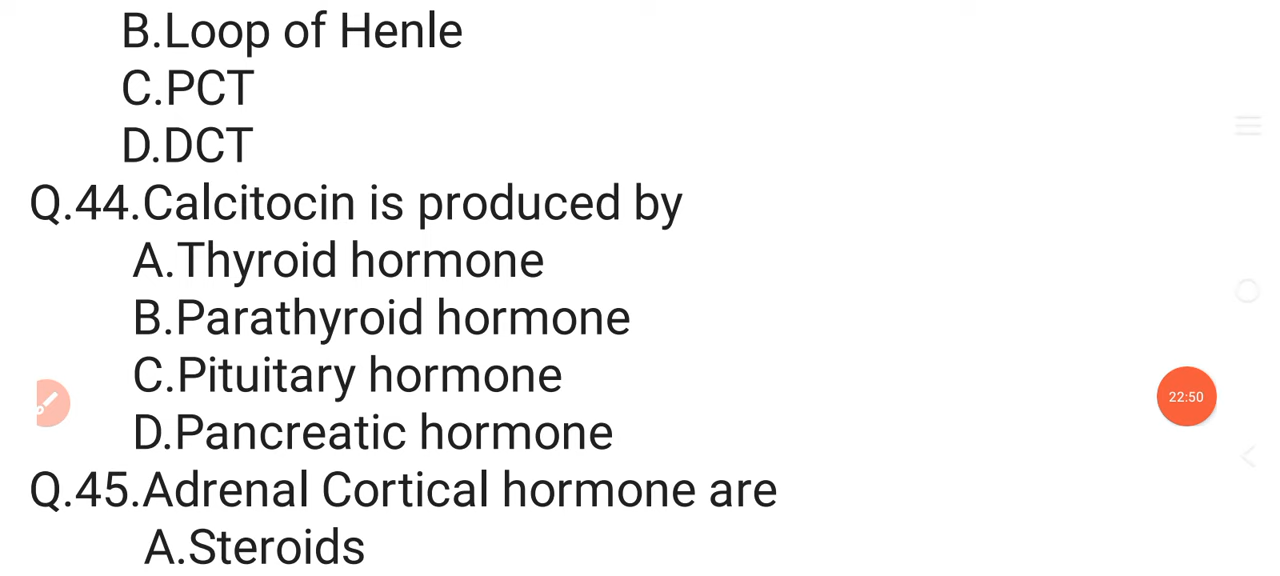 B.Loop of Henle
C.PCT
D.DCT
Q.44.Calcitocin is produced by
A.Thyroid hormone
B.Parathyroid hormone
C.Pituitary hormone
22:50
D.Pancreatic hormone
Q.45.Adrenal Cortical hormone are
A.Steroids